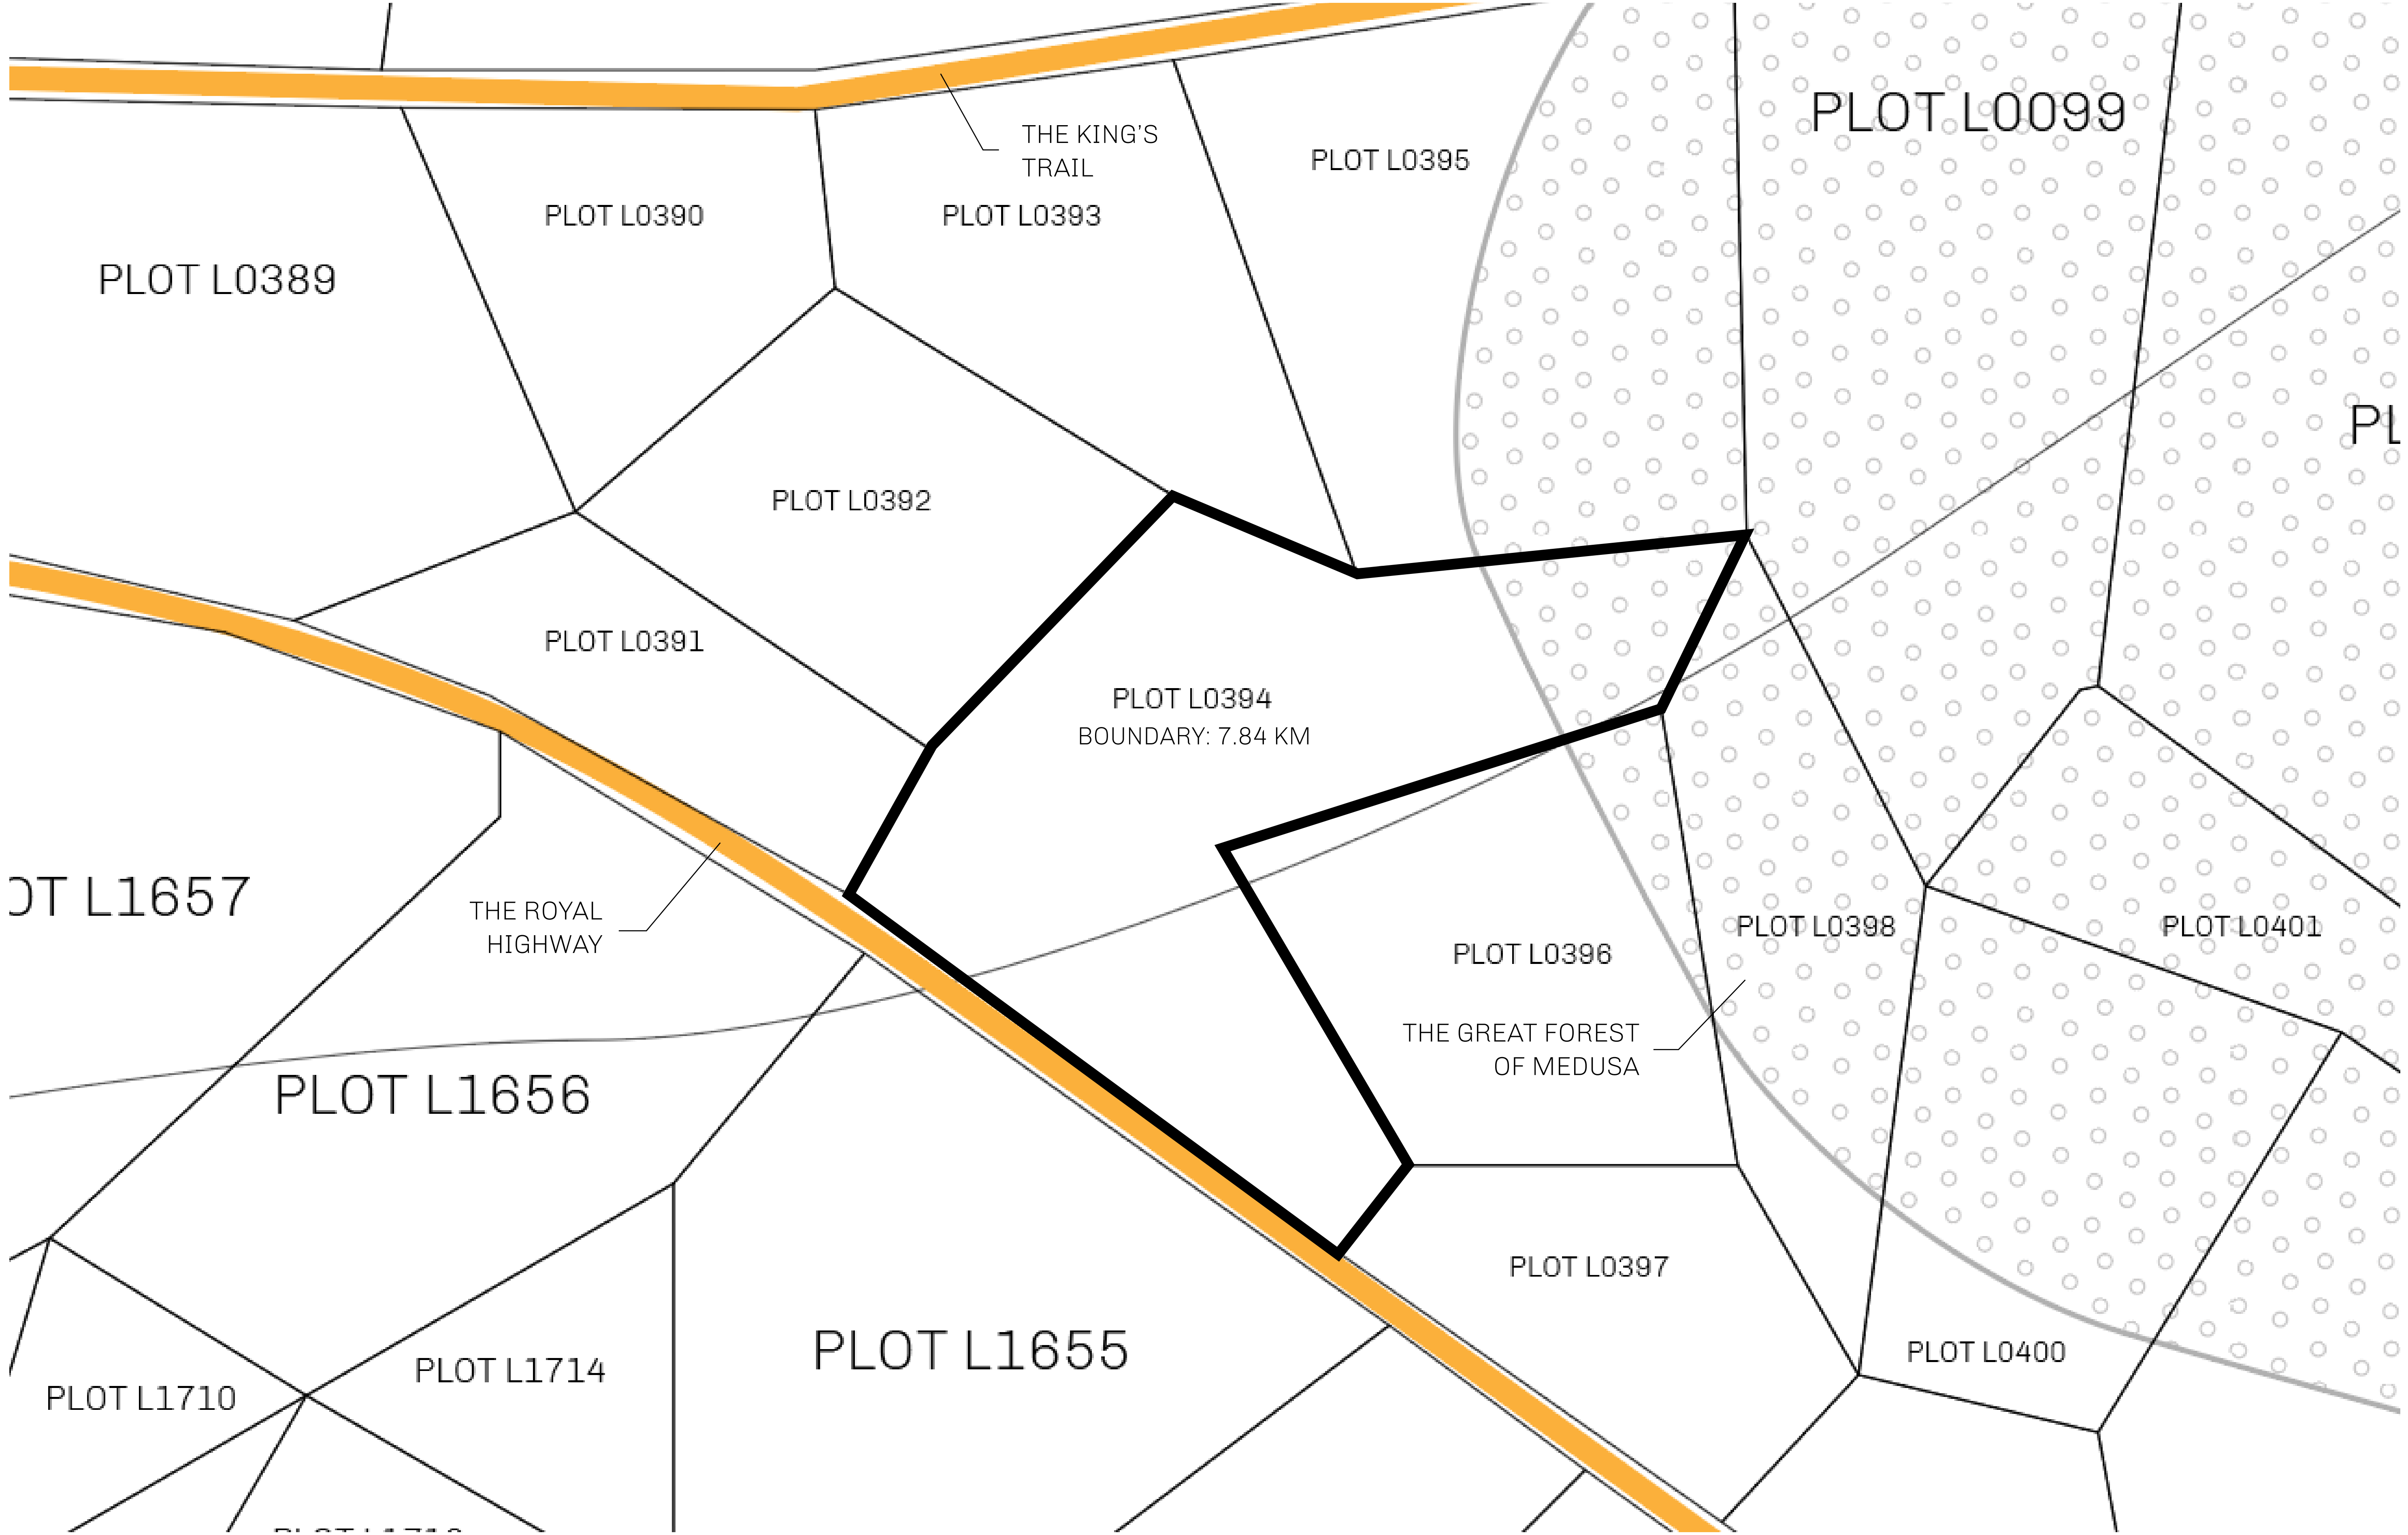 PLOT L0099
THE KING'S
TRAIL
PLOT L0395
PLOT L0390
PLOT L0393
PLOT L0389
PLOT L0392
PLOT L0391
PLOT L0394
BOUNDARY: 7.84 KM
L1657
THE ROYAL
HIGHWAY
PLOT L0398
PLOT L0401
PLOT L0396
THE GREAT FOREST
OF MEDUSA
PLOT L1656
PLOT L0397
PLOT L1655
PLOT L0400
PLOT L1714
PLOT L1710